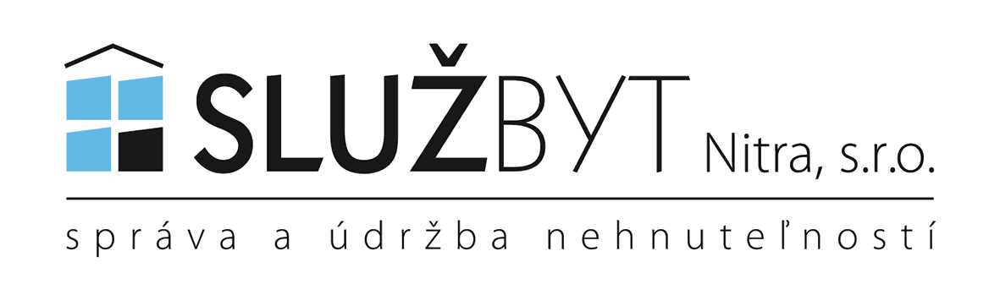 SLUŽBYT Nitra, s.r.o.
správa a údržba nehnuteľností